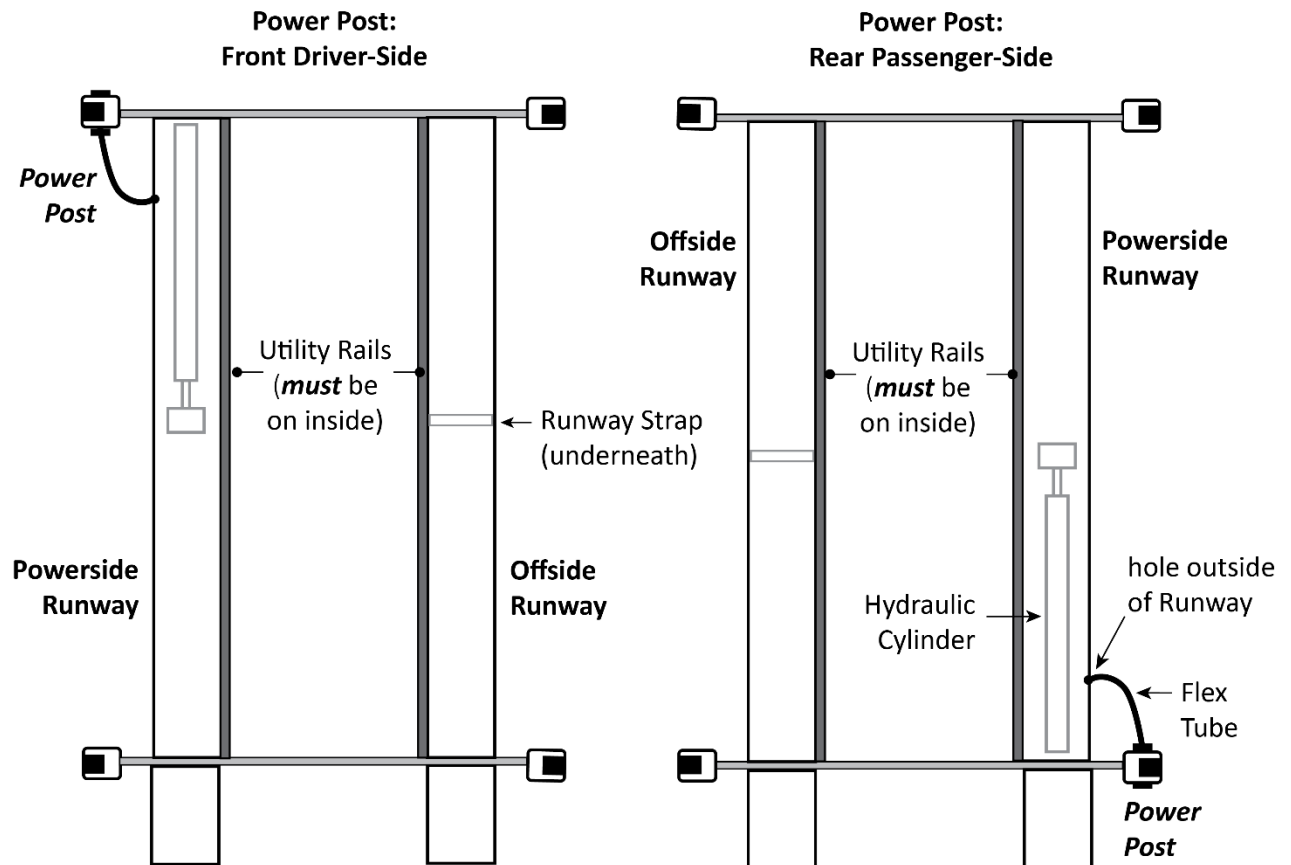 Power Post:
Front Driver-Side
Power
Post
Utility Rails
(must be
on inside)
Runway Strap
(underneath)
Powerside
Runway
Offside
Runway
Power Post:
Rear Passenger-Side
Offside
Runway
Powerside
Runway
Utility Rails
(must be
on inside)
Hydraulic
Cylinder
hole outside
of Runway
Flex
Tube
Power
Post